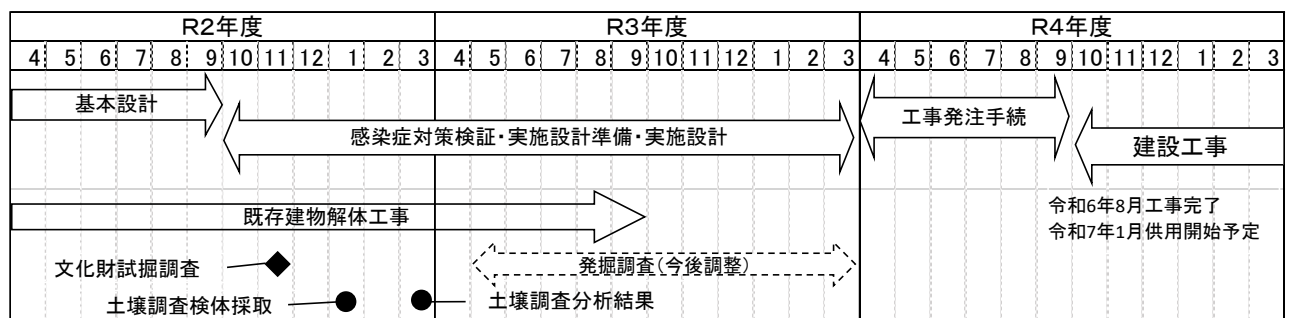 R2年度 R3年度 R4年度
4 5 6 7 8 9 10 11 12 1 2 3 4 5 6 7 8 9 10 11 12 1 2 3 4 5 6 7 8 9 10 11 12 1 2 3
基本設計
工事発注手続
感染症対策検証・実施設計準備・実施設計
建設工事
既存建物解体工事
令和6年8月工事完了
令和7年1月供用開始予定
文化財試掘調査
発掘調査(今後調整)
土壌調査検体採取
土壌調査分析結果